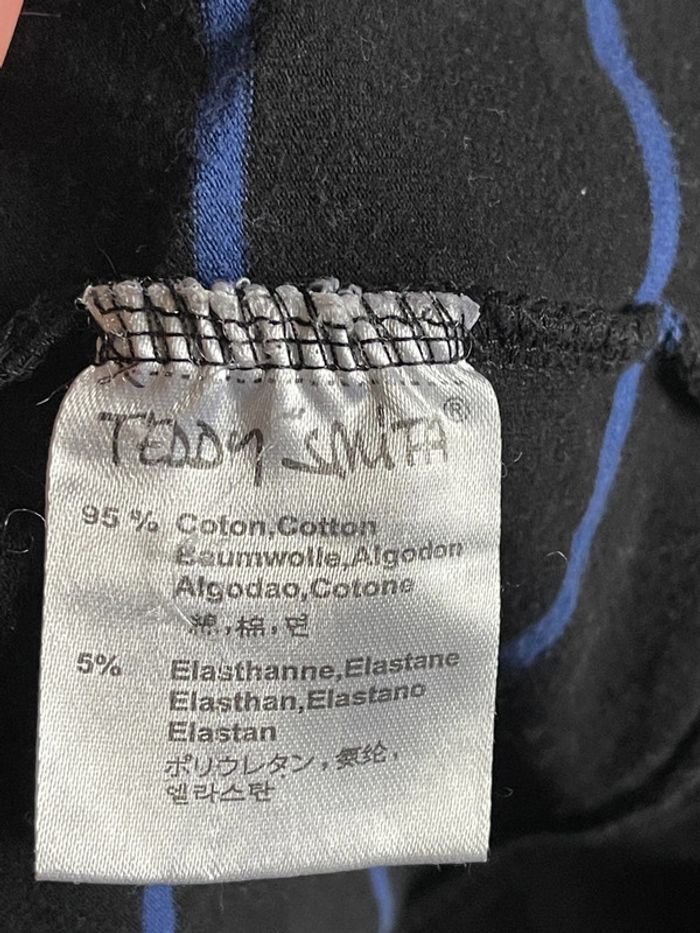 TEDDY SMITH®
95 % Coton,Cotton
Baumwolle,Algodon
Algodao,Cotone
綿,棉,면
5% Elasthanne,Elastane
Elasthan,Elastano
Elastan
ポリウレタン,氨纶,
엘라스탄